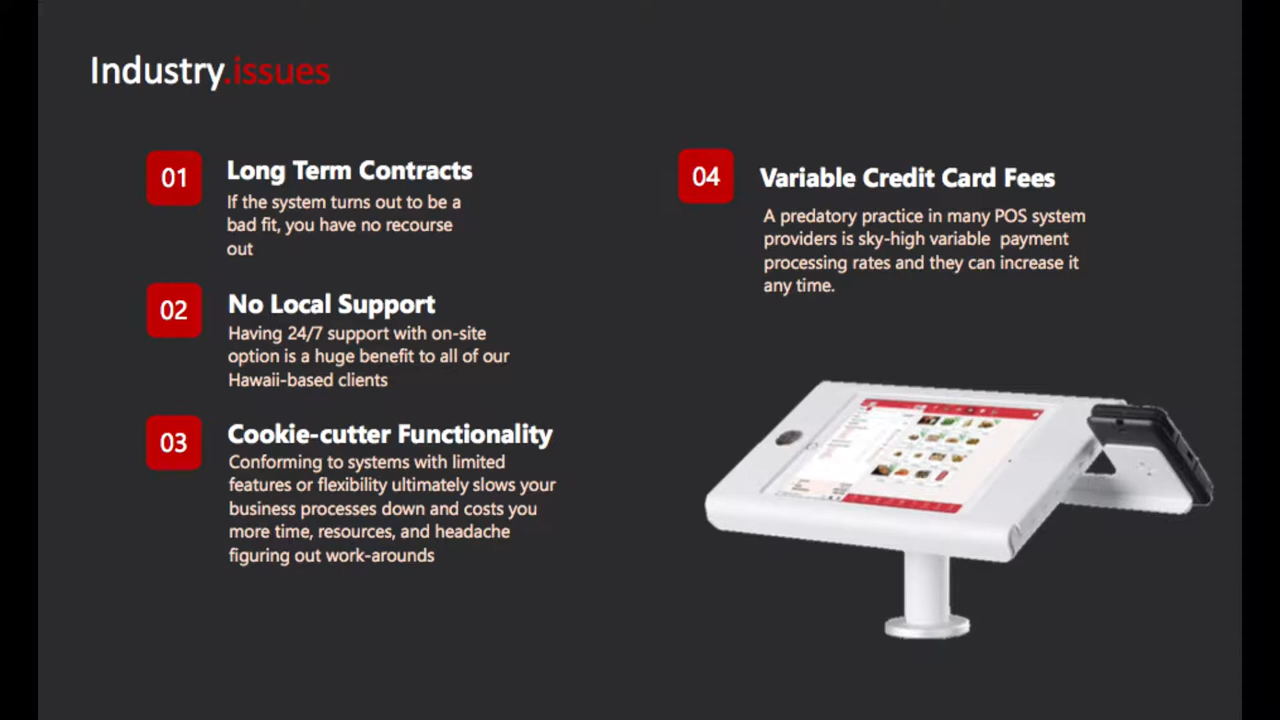 Industry.issues
01
Long Term Contracts
If the system turns out to be a
bad fit, you have no recourse
out
02
No Local Support
Having 24/7 support with on-site
option is a huge benefit to all of our
Hawaii-based clients
03
Cookie-cutter Functionality
Conforming to systems with limited
features or flexibility ultimately slows your
business processes down and costs you
more time, resources, and headache
figuring out work-arounds
04
Variable Credit Card Fees
A predatory practice in many POS system
providers is sky-high variable  payment
processing rates and they can increase it
any time.